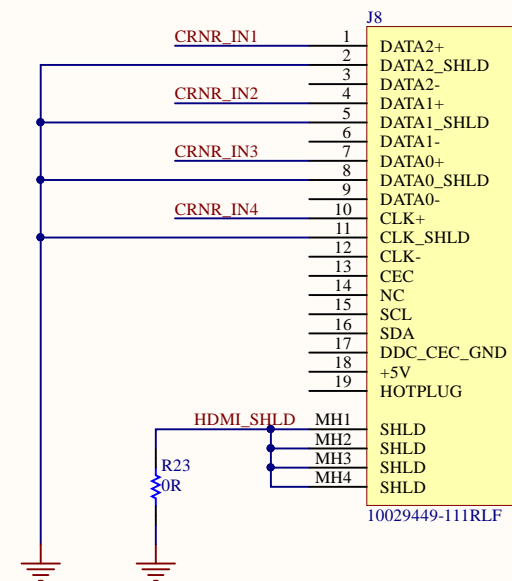 J8
CRNR_IN1 1 DATA2+
2 DATA2_SHLD
3 DATA2-
CRNR_IN2 4 DATA1+
5 DATA1_SHLD
6 DATA1-
CRNR_IN3 7 DATA0+
8 DATA0_SHLD
9 DATA0-
CRNR_IN4 10 CLK+
11 CLK_SHLD
12 CLK-
13 CEC
14 NC
15 SCL
16 SDA
17 DDC_CEC_GND
18 +5V
19 HOTPLUG
HDMI_SHLD MH1 SHLD
MH2 SHLD
MH3 SHLD
MH4 SHLD
R23
0R
10029449-111RLF